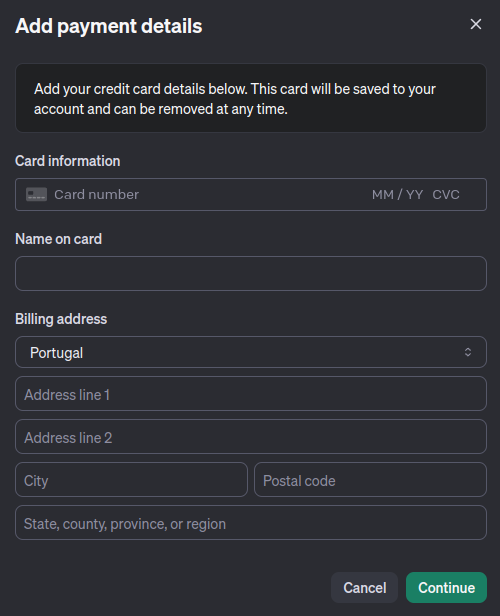 Add payment details
Add your credit card details below. This card will be saved to your
account and can be removed at any time.
Card information
Card number MM / YY CVC
Name on card
Billing address
Portugal
Address line 1
Address line 2
City Postal code
State, county, province, or region
Cancel Continue